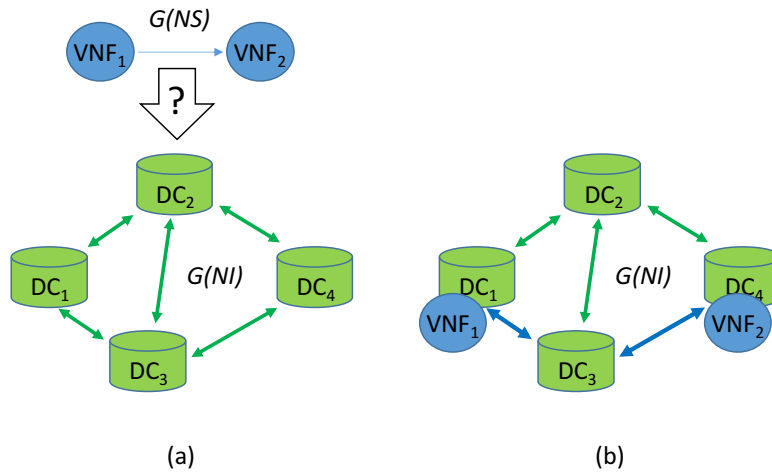 G(NS)
VNF₁
VNF₂
?
DC₂
G(NI)
DC₁
DC₄
DC₃
(a)
DC₂
G(NI)
DC₁
DC₄
VNF₁
VNF₂
DC₃
(b)